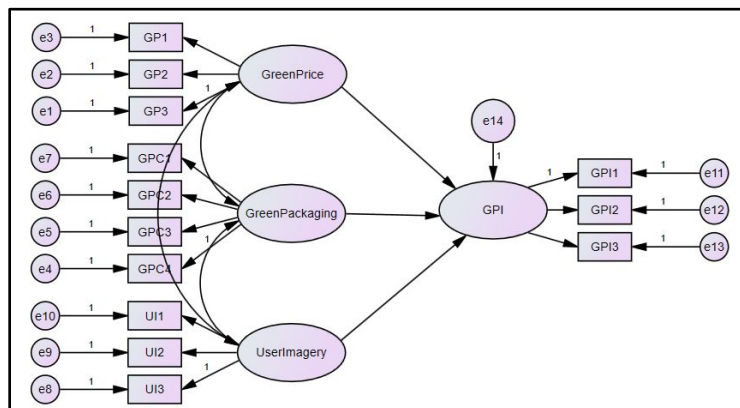 e3 1 GP1
e2 1 GP2
e1 1 GP3 1
GreenPrice
e7 1 GPC1
e6 1 GPC2
e5 1 GPC3
e4 1 GPC4 1
GreenPackaging
e10 1 UI1
e9 1 UI2
e8 1 UI3 1
UserImagery
e14
1
GPI
1 GPI1 1 e11
GPI2 1 e12
GPI3 1 e13